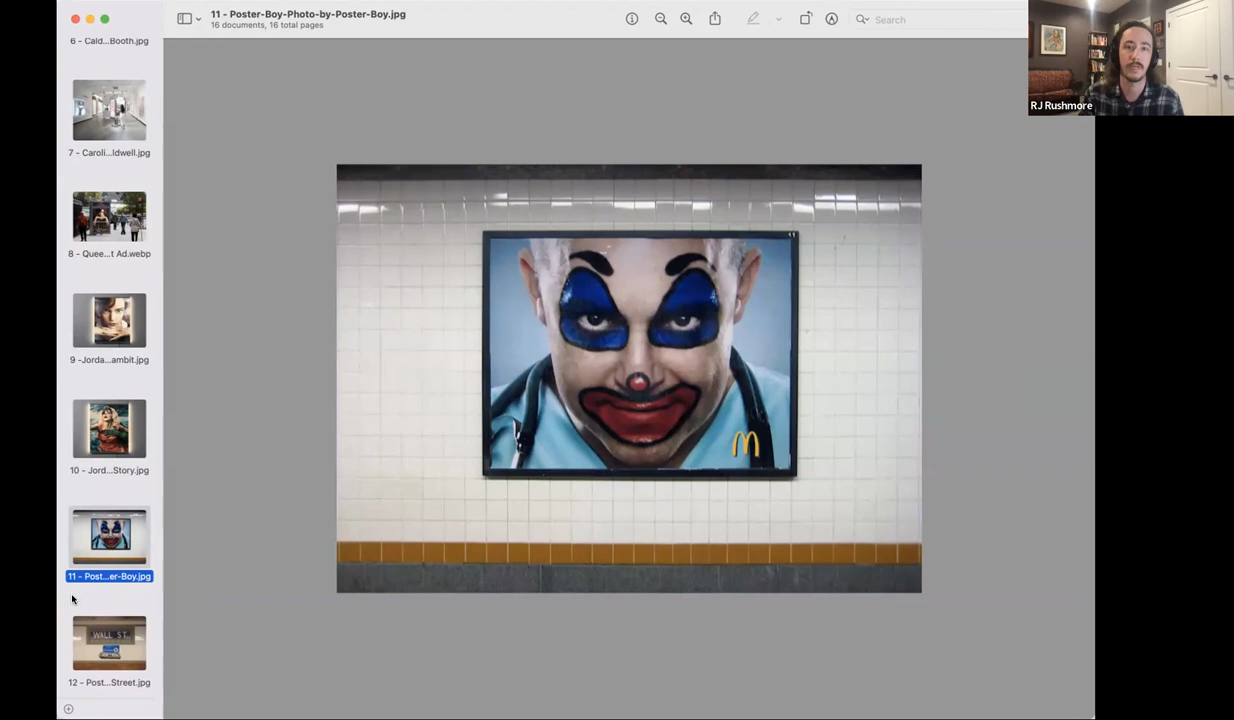 11 - Poster-Boy-Photo-by-Poster-Boy.jpg
16 documents, 16 total pages
Search
RJ Rushmore
6 - Cald...Booth.jpg
7 - Caroli...ldwell.jpg
8 - Quee...t Ad.webp
9 -Jorda...ambit.jpg
10 - Jord...Story.jpg
11 - Post...er-Boy.jpg
WALL ST
12 - Post...Street.jpg